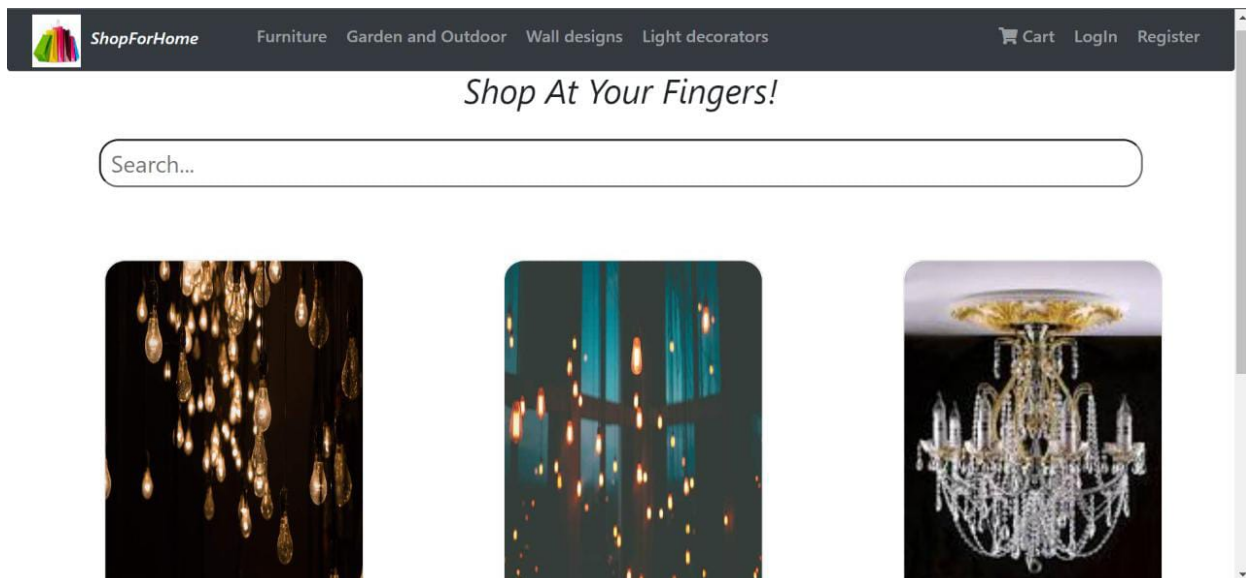 ShopForHome Furniture Garden and Outdoor Wall designs Light decorators Cart LogIn Register
Shop At Your Fingers!
Search...